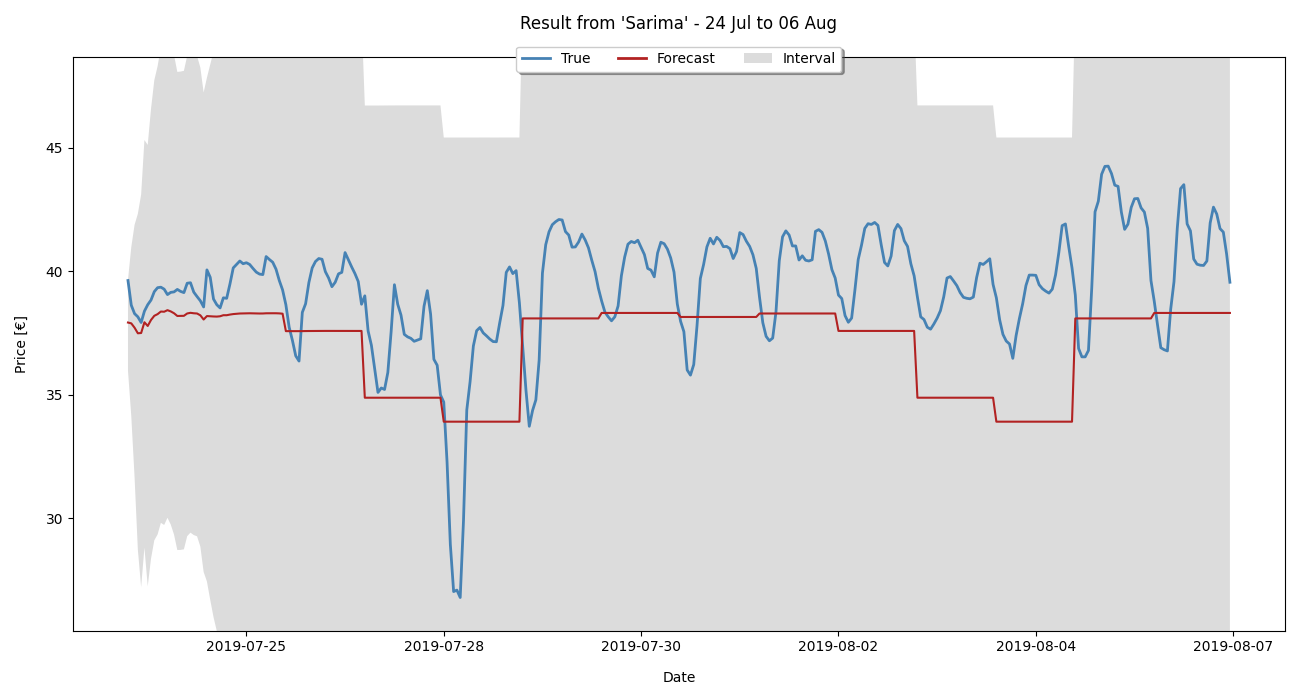 Result from 'Sarima' - 24 Jul to 06 Aug
True Forecast Interval
45
40
35
30
Price [€]
2019-07-25 2019-07-28 2019-07-30 2019-08-02 2019-08-04 2019-08-07
Date